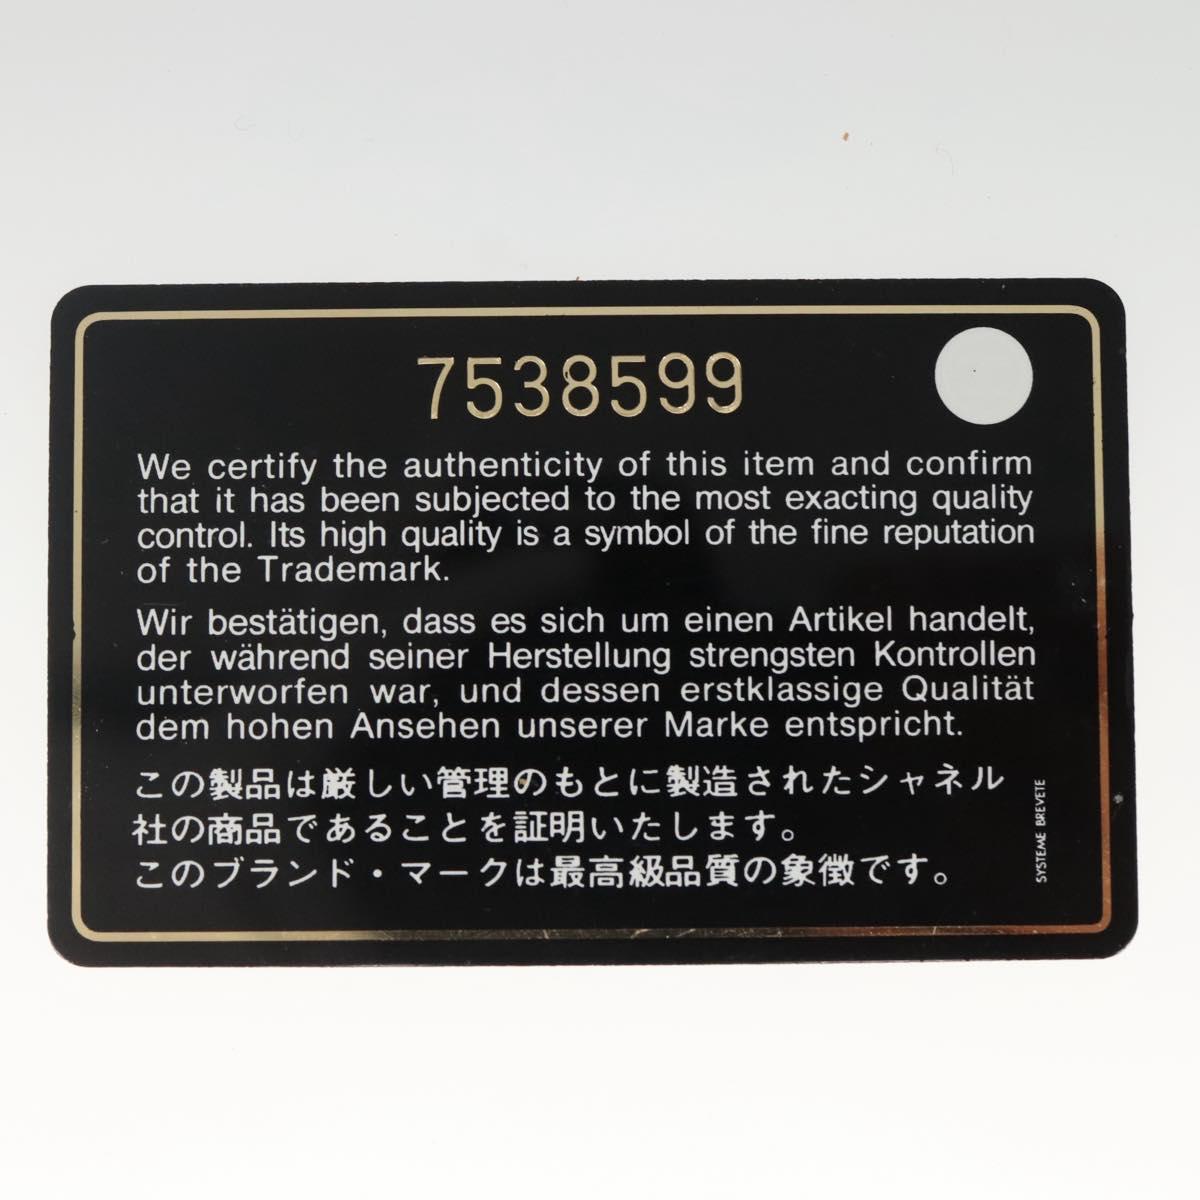 7538599
We certify the authenticity of this item and confirm
that it has been subjected to the most exacting quality
control. Its high quality is a symbol of the fine reputation
of the Trademark.
Wir bestätigen, dass es sich um einen Artikel handelt,
der während seiner Herstellung strengsten Kontrollen
unterworfen war, und dessen erstklassige Qualität
dem hohen Ansehen unserer Marke entspricht.
この製品は厳しい管理のもとに製造されたシャネル
社の商品であることを証明いたします。
このブランド・マークは最高級品質の象徴です。
SYSTEME BREVETE